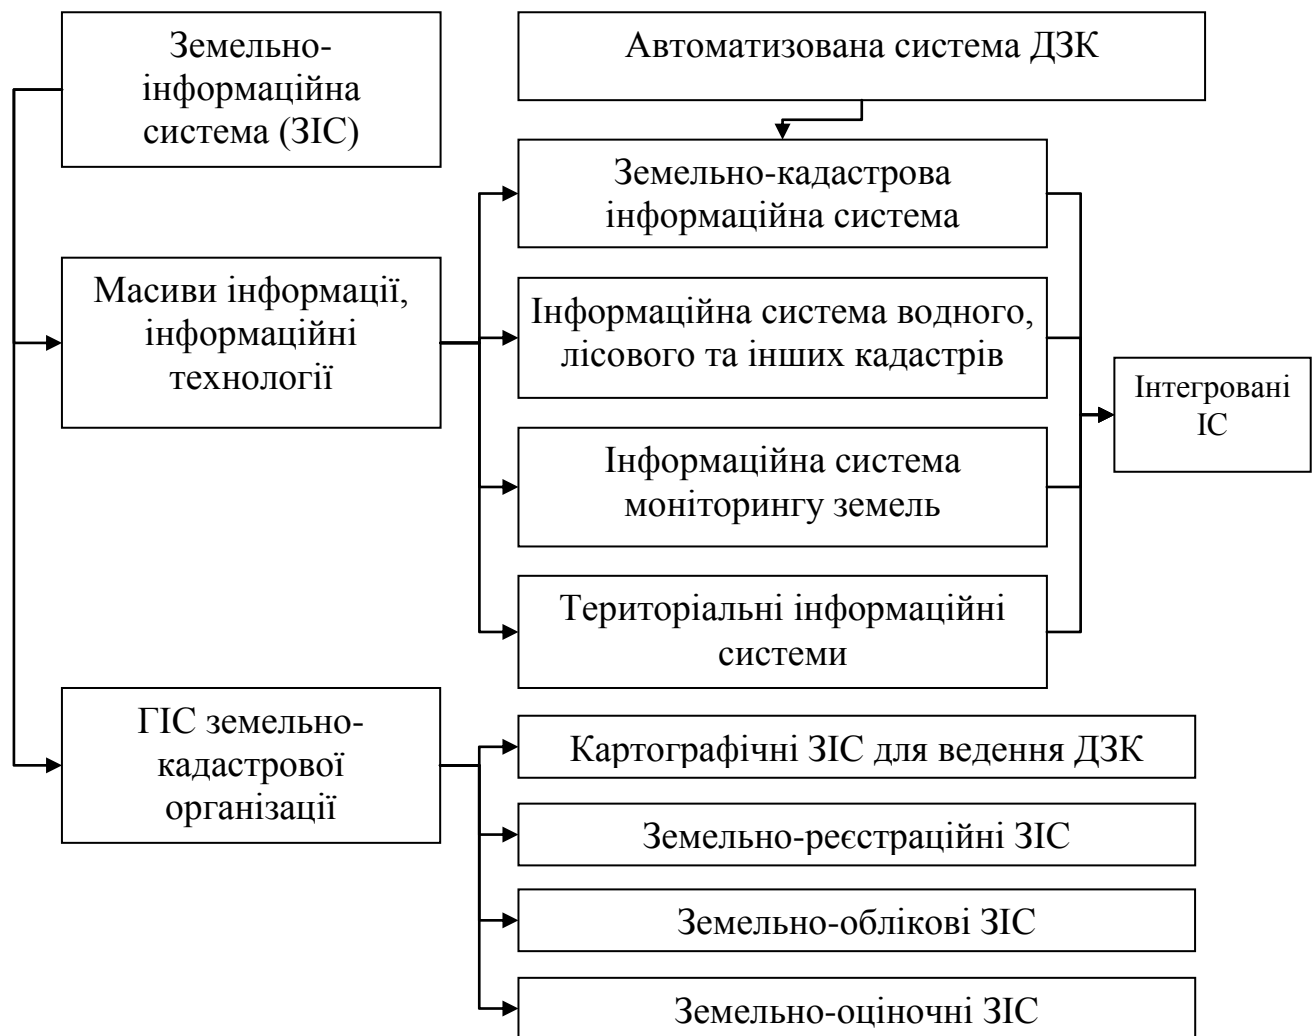 Земельно-
інформаційна
система (ЗІС)
Автоматизована система ДЗК
Земельно-кадастрова
інформаційна система
Масиви інформації,
інформаційні
технології
Інформаційна система водного,
лісового та інших кадастрів
Інформаційна система
моніторингу земель
Територіальні інформаційні
системи
Інтегровані
ІС
ГІС земельно-
кадастрової
організації
Картографічні ЗІС для ведення ДЗК
Земельно-реєстраційні ЗІС
Земельно-облікові ЗІС
Земельно-оціночні ЗІС